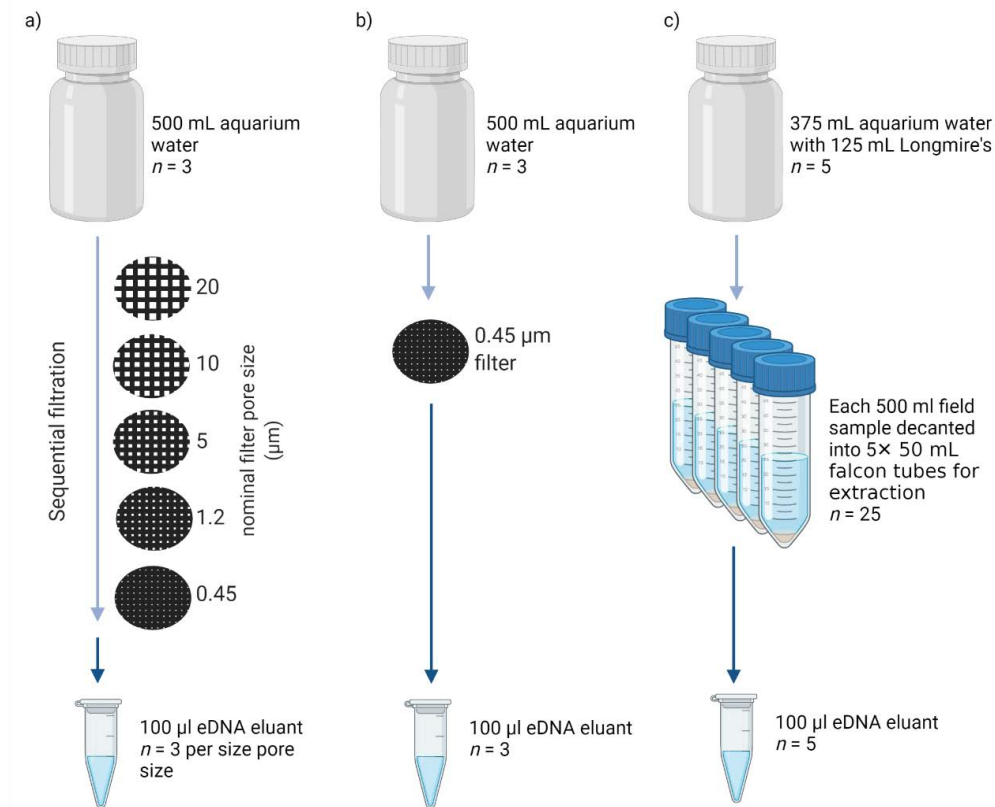 a)
500 mL aquarium
water
n = 3
20
10
5
1.2
0.45
Sequential filtration
nominal filter pore size
(µm)
100 µl eDNA eluant
n = 3 per size pore
size
b)
500 mL aquarium
water
n = 3
0.45 µm
filter
100 µl eDNA eluant
n = 3
c)
375 mL aquarium water
with 125 mL Longmire's
n = 5
Each 500 ml field
sample decanted
into 5× 50 mL
falcon tubes for
extraction
n = 25
100 µl eDNA eluant
n = 5